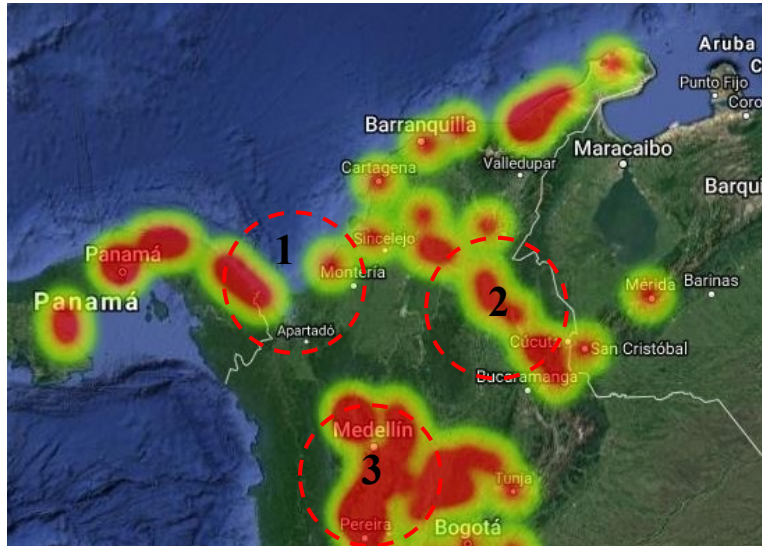 Aruba
C
Punto Fijo
Coro
Barranquilla
Maracaibo
Valledupar
Cartagena
Barqui
Sincelejo
1
Panamá
Montería
Mérida
Barinas
Panamá
2
Apartadó
Cúcuta
San Cristóbal
Bucaramanga
Medellín
3
Tunja
Pereira
Bogotá